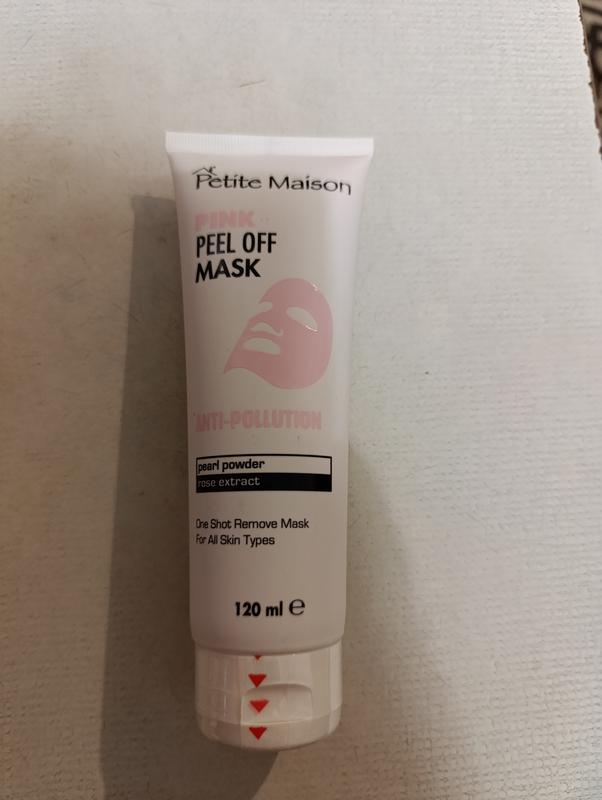 Petite Maison
PINK
PEEL OFF
MASK
ANTI-POLLUTION
pearl powder
rose extract
One Shot Remove Mask
For All Skin Types
120 ml ℮